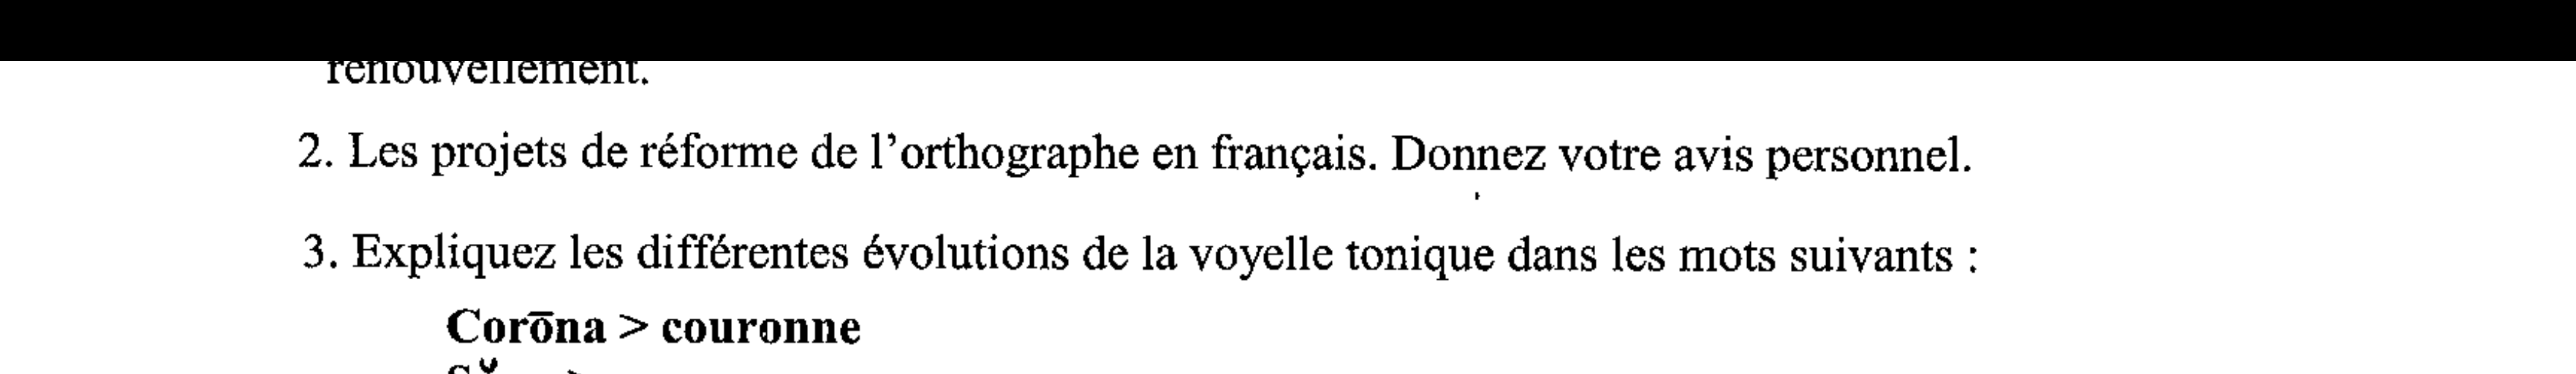 renouvellement.
2. Les projets de réforme de l’orthographe en français. Donnez votre avis personnel.
3. Expliquez les différentes évolutions de la voyelle tonique dans les mots suivants :
Corōna > couronne